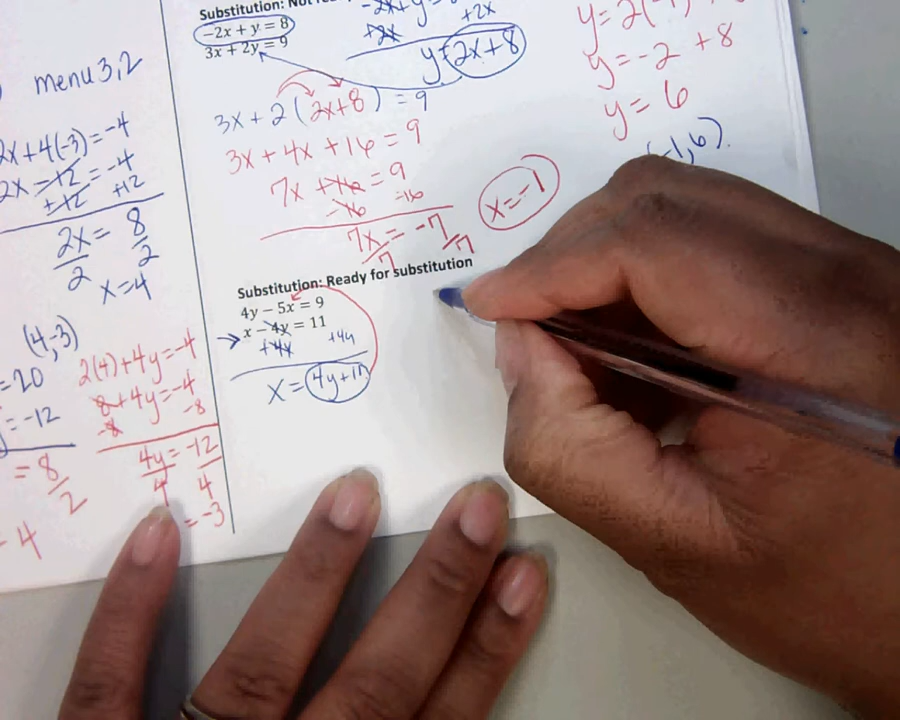 menu 3,2
2x+4(-3)=-4
2x -12 = -4
+12 +12
2x = 8
2 2
x=4
(4,-3)
=20
= -12
= 8
2
4
2(4)+4y=-4
8+4y=-4
-8 -8
4y = -12
4 4
= -3
Substitution: Not
-2x + y = 8
3x + 2y = 9
+2x +2x
y=2x+8
3x + 2(2x+8) = 9
3x + 4x + 16 = 9
7x +16 = 9
-16 -16
7x = -7
7 7
x=-1
y = -2 + 8
y = 6
(-1,6).
Substitution: Ready for substitution
4y – 5x = 9
x – 4y = 11
+4x +4y
x = 4y+11